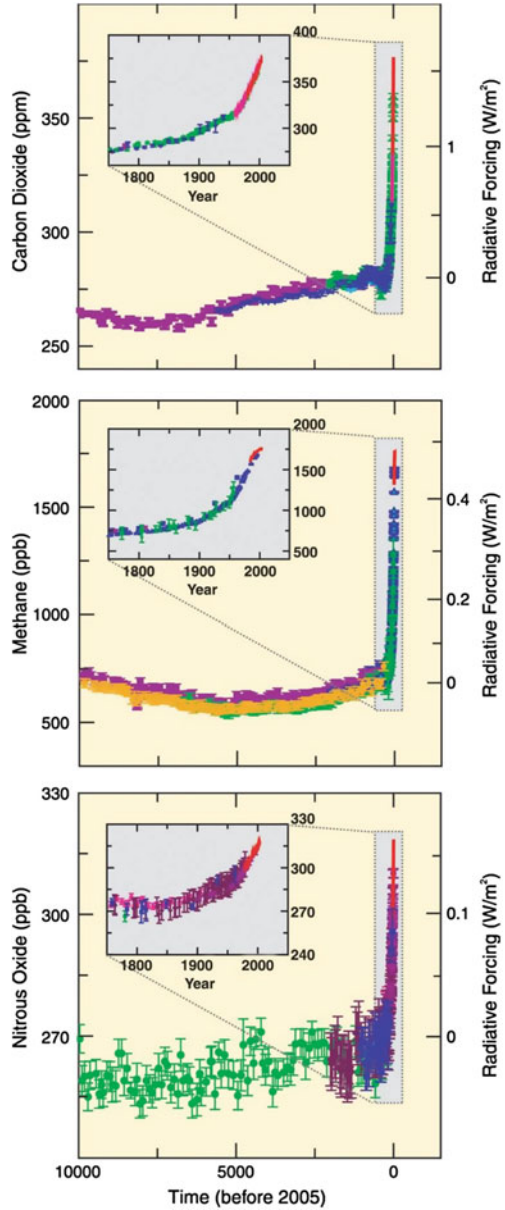 Carbon Dioxide (ppm)
350
300
250
400
350
300
1800 1900 2000
Year
1
0
Radiative Forcing (W/m²)
Methane (ppb)
2000
1500
1000
500
2000
1500
1000
500
1800 1900 2000
Year
0.4
0.2
0
Radiative Forcing (W/m²)
Nitrous Oxide (ppb)
330
300
270
330
300
270
240
1800 1900 2000
Year
0.1
0
Radiative Forcing (W/m²)
10000 5000 0
Time (before 2005)